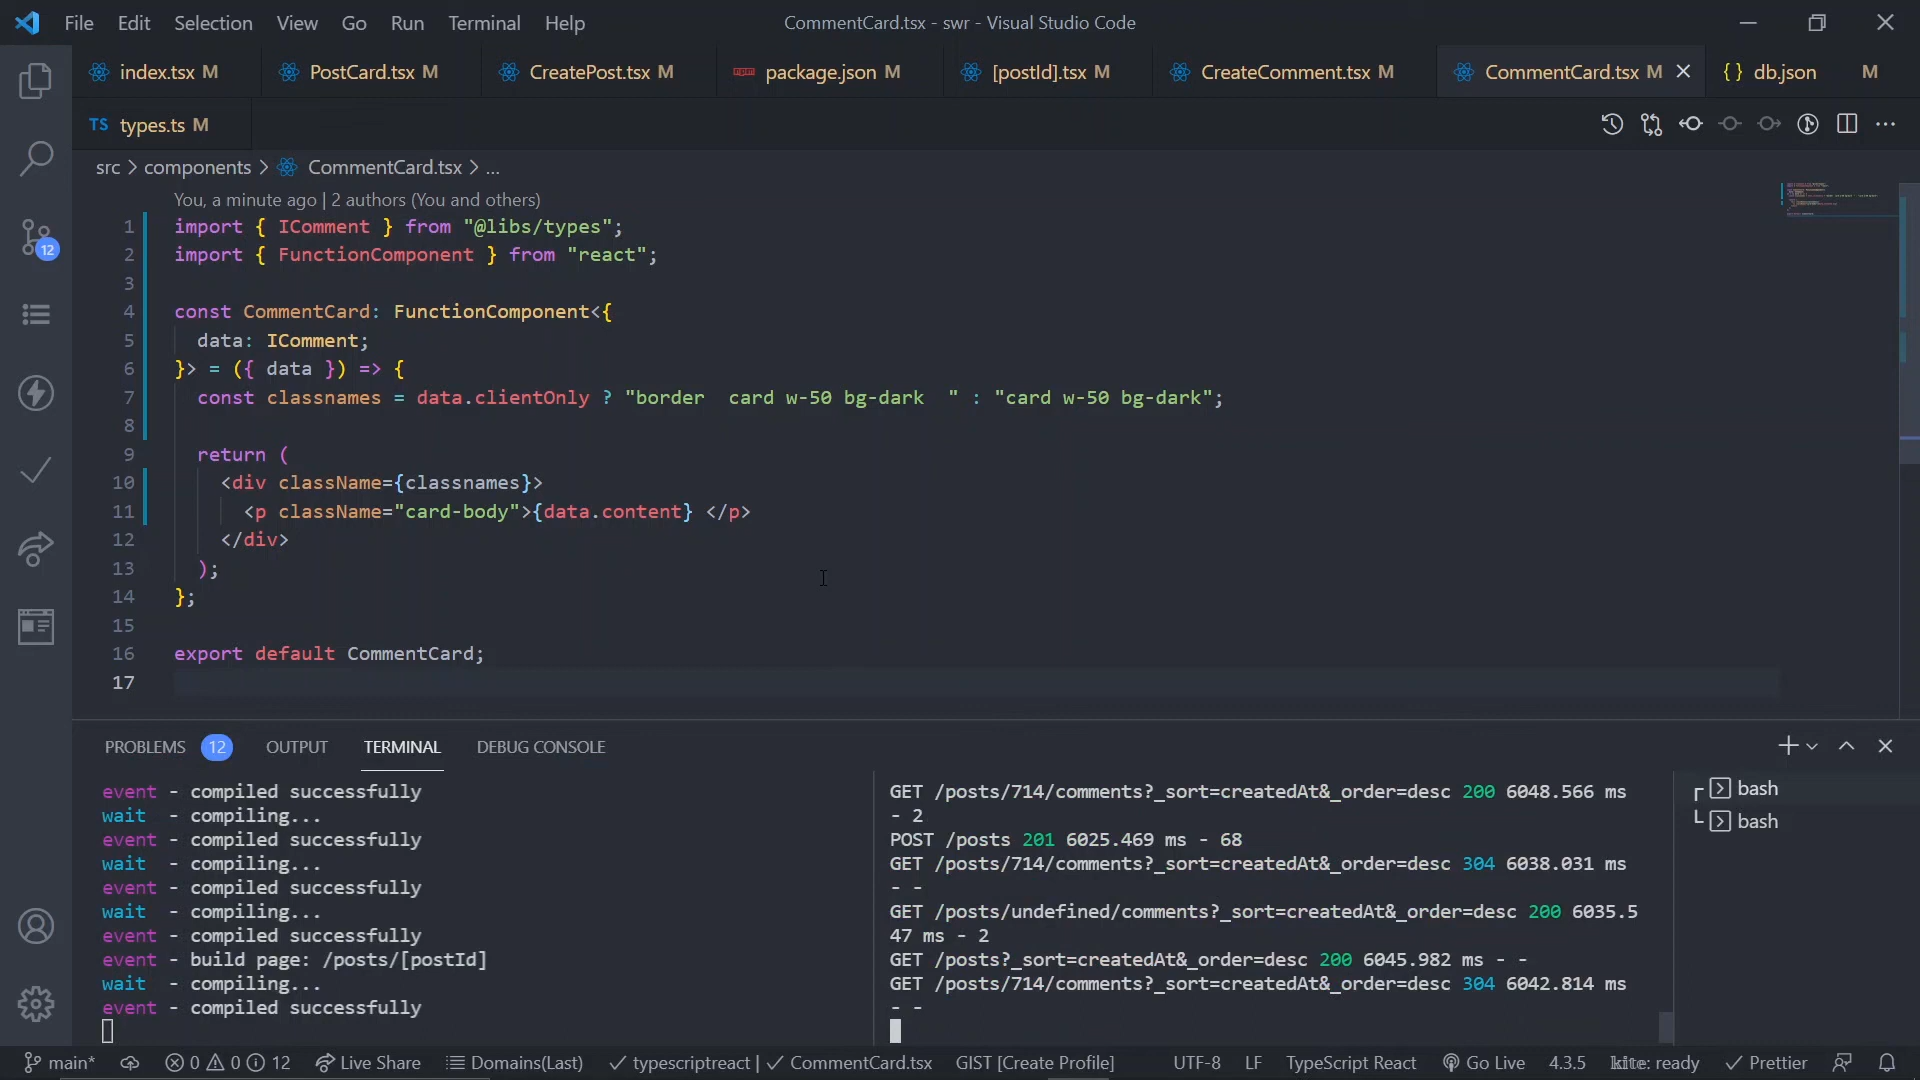 File Edit Selection View Go Run Terminal Help CommentCard.tsx - swr - Visual Studio Code
index.tsx M PostCard.tsx M CreatePost.tsx M package.json M [postId].tsx M CreateComment.tsx M CommentCard.tsx M {} db.json M
TS types.ts M
src > components > CommentCard.tsx > ...
You, a minute ago | 2 authors (You and others)
1 import { IComment } from "@libs/types";
2 import { FunctionComponent } from "react";
3
4 const CommentCard: FunctionComponent<{
5 data: IComment;
6 }> = ({ data }) => {
7 const classnames = data.clientOnly ? "border  card w-50 bg-dark  " : "card w-50 bg-dark";
8
9 return (
10 <div className={classnames}>
11 <p className="card-body">{data.content} </p>
12 </div>
13 );
14 };
15
16 export default CommentCard;
17
12
PROBLEMS 12 OUTPUT TERMINAL DEBUG CONSOLE
event - compiled successfully
wait - compiling...
event - compiled successfully
wait - compiling...
event - compiled successfully
wait - compiling...
event - compiled successfully
event - build page: /posts/[postId]
wait - compiling...
event - compiled successfully
GET /posts/714/comments?_sort=createdAt&_order=desc 200 6048.566 ms
- 2
POST /posts 201 6025.469 ms - 68
GET /posts/714/comments?_sort=createdAt&_order=desc 304 6038.031 ms
- -
GET /posts/undefined/comments?_sort=createdAt&_order=desc 200 6035.5
47 ms - 2
GET /posts?_sort=createdAt&_order=desc 200 6045.982 ms - -
GET /posts/714/comments?_sort=createdAt&_order=desc 304 6042.814 ms
- -
bash
bash
main* 0 0 12 Live Share Domains(Last) typescriptreact | CommentCard.tsx GIST [Create Profile] UTF-8 LF TypeScript React Go Live 4.3.5 kite: ready Prettier